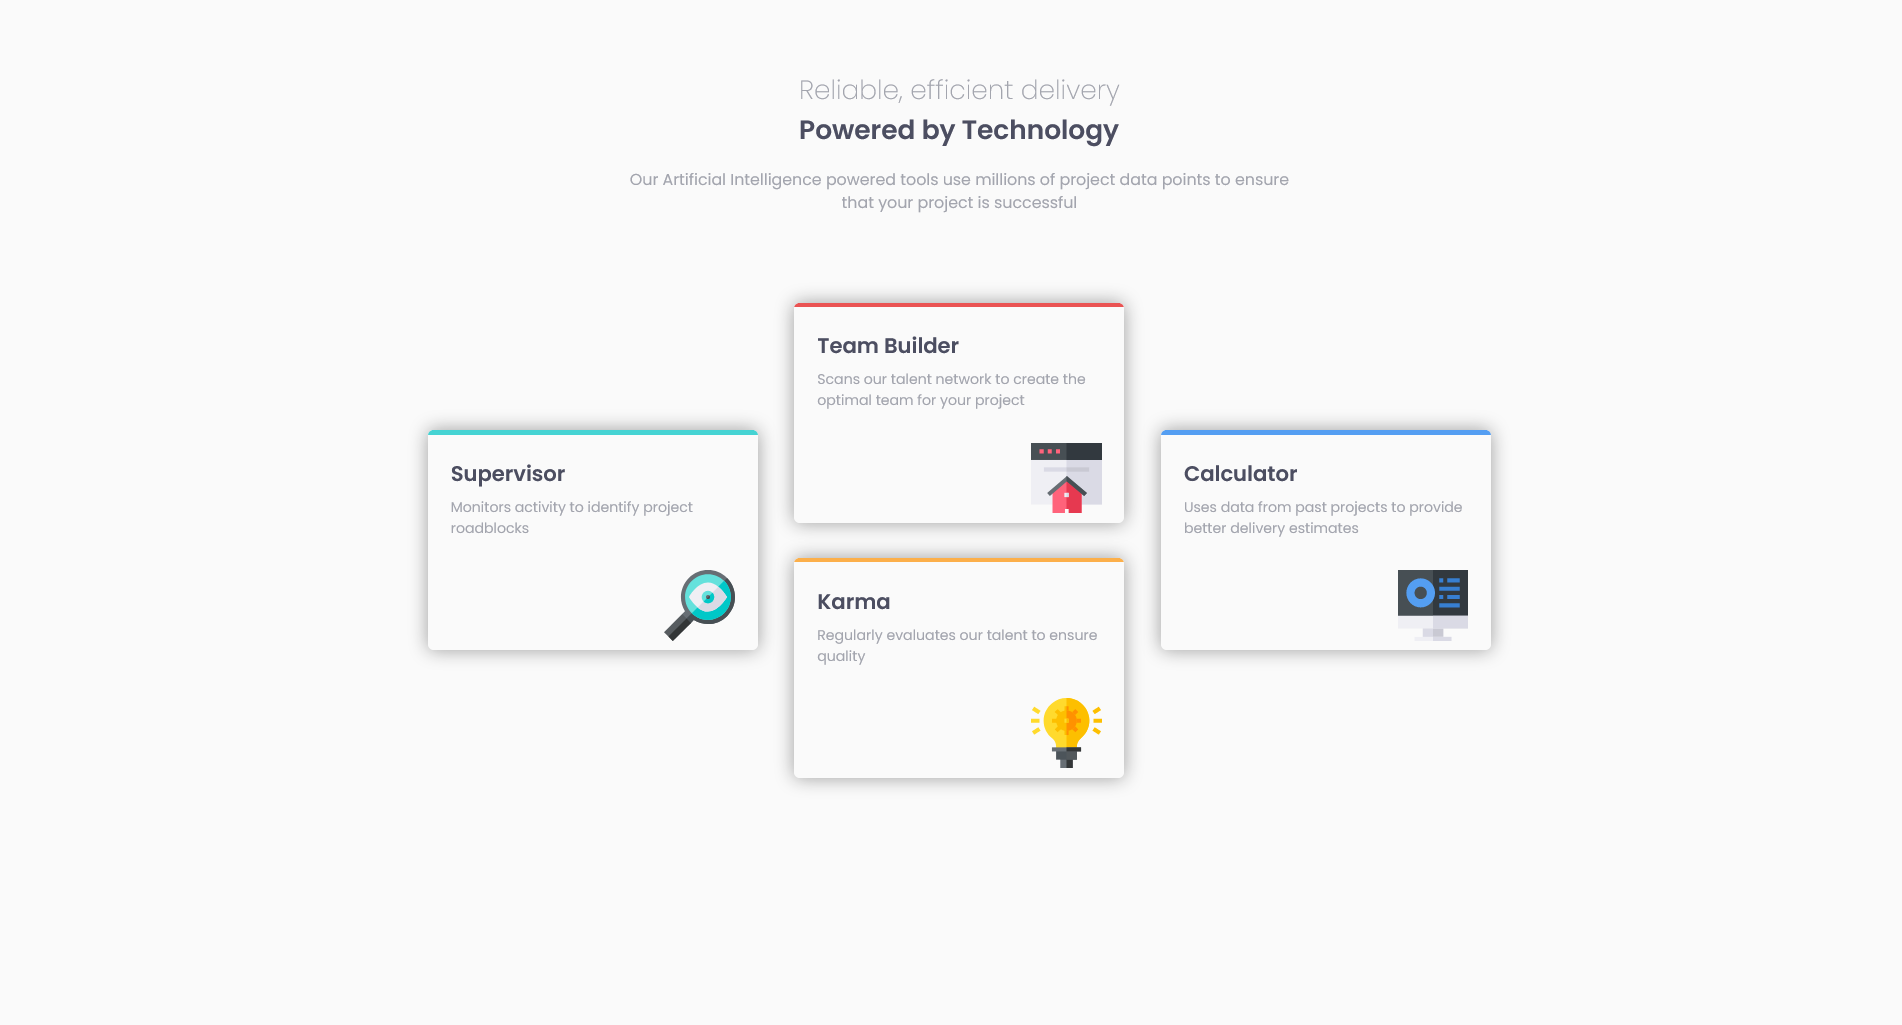 Reliable, efficient delivery
Powered by Technology
Our Artificial Intelligence powered tools use millions of project data points to ensure
that your project is successful
Supervisor
Monitors activity to identify project
roadblocks
Team Builder
Scans our talent network to create the
optimal team for your project
Karma
Regularly evaluates our talent to ensure
quality
Calculator
Uses data from past projects to provide
better delivery estimates